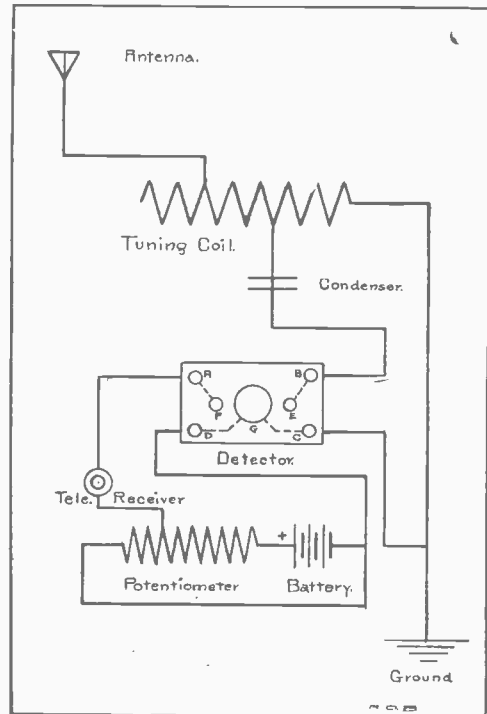 Antenna.
Tuning Coil.
Condenser.
A
B
F
E
D
G
C
Detector.
Tele. Receiver
+
Potentiometer
Battery.
Ground